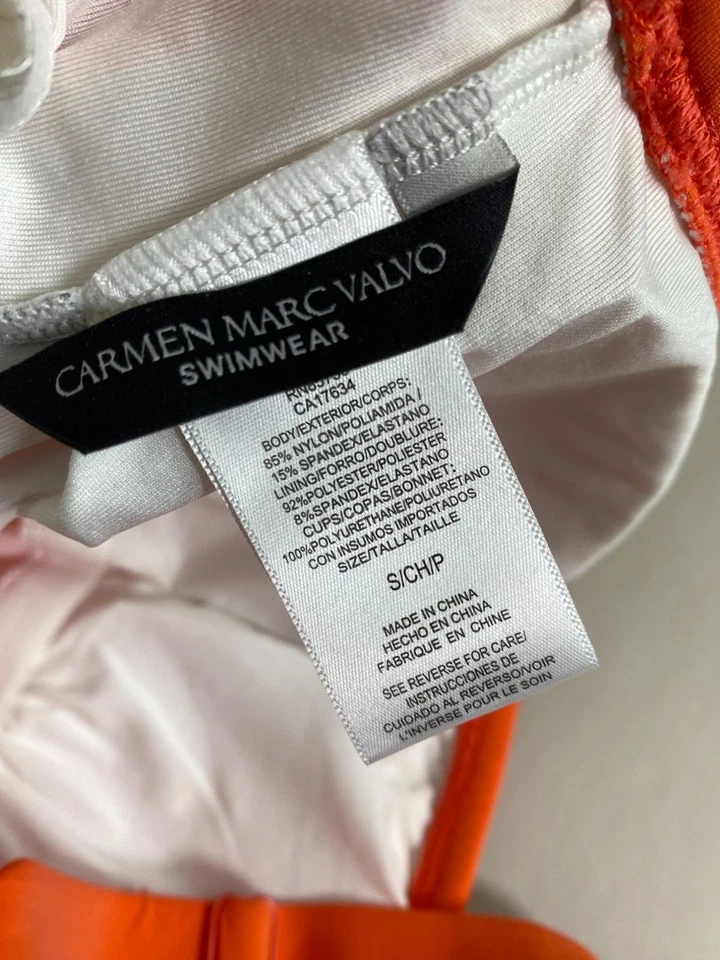 CARMEN MARC VALVO
SWIMWEAR
CA17634
BODY/EXTERIOR/CORPS:
85% NYLON/POLIAMIDA /
15% SPANDEX/ELASTANO
LINING/FORRO/DOUBLURE:
92%POLYESTER/POLIESTER
8%SPANDEX/ELASTANO
CUPS/COPAS/BONNET:
100%POLYURETHANE/POLIURETANO
CON INSUMOS IMPORTADOS
SIZE/TALLA/TAILLE
S/CH/P
MADE IN CHINA
HECHO EN CHINA
FABRIQUE EN CHINE
SEE REVERSE FOR CARE/
INSTRUCCIONES DE
CUIDADO AL REVERSO/VOIR
L'INVERSE POUR LE SOIN